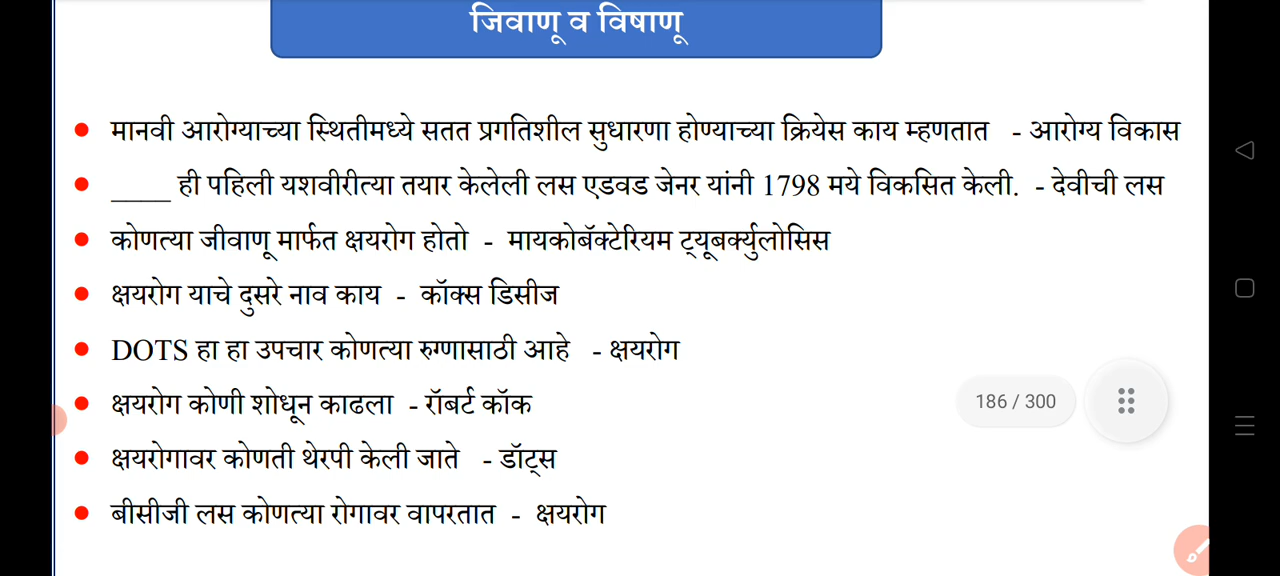 जिवाणू व विषाणू
मानवी आरोग्याच्या स्थितीमध्ये सतत प्रगतिशील सुधारणा होण्याच्या क्रियेस काय म्हणतात - आरोग्य विकास
____ ही पहिली यशवीरीत्या तयार केलेली लस एडवड जेनर यांनी 1798 मये विकसित केली. - देवीची लस
कोणत्या जीवाणू मार्फत क्षयरोग होतो - मायकोबॅक्टेरियम ट्यूबर्क्युलोसिस
क्षयरोग याचे दुसरे नाव काय - कॉक्स डिसीज
DOTS हा हा उपचार कोणत्या रुग्णासाठी आहे - क्षयरोग
क्षयरोग कोणी शोधून काढला - रॉबर्ट कॉक
186 / 300
क्षयरोगावर कोणती थेरपी केली जाते - डॉट्स
बीसीजी लस कोणत्या रोगावर वापरतात - क्षयरोग